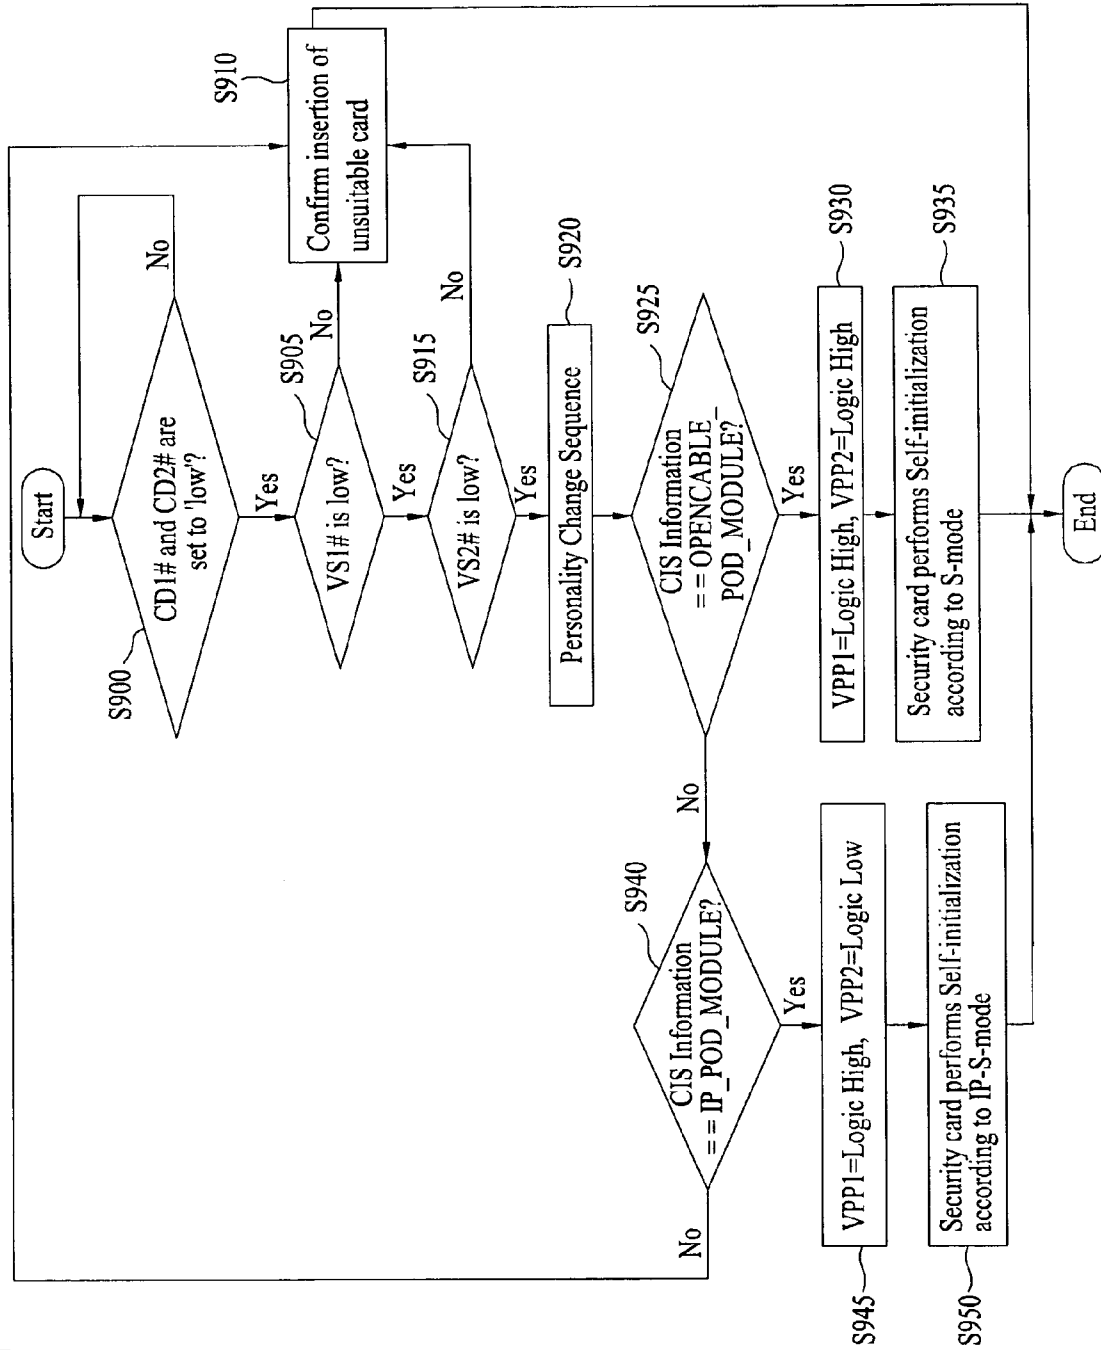 Start
S900
CD1# and CD2# are
set to 'low'?
No
Yes
S905
VS1# is low?
No
Yes
S910
Confirm insertion of
unsuitable card
S915
VS2# is low?
No
Yes
S920
Personality Change Sequence
S925
CIS Information
==OPENCABLE_
POD_MODULE?
Yes
No
S930
VPP1=Logic High, VPP2=Logic High
S935
Security card performs Self-initialization
according to S-mode
S940
CIS Information
==IP_POD_MODULE?
Yes
No
S945
VPP1=Logic High, VPP2=Logic Low
S950
Security card performs Self-initialization
according to IP-S-mode
End